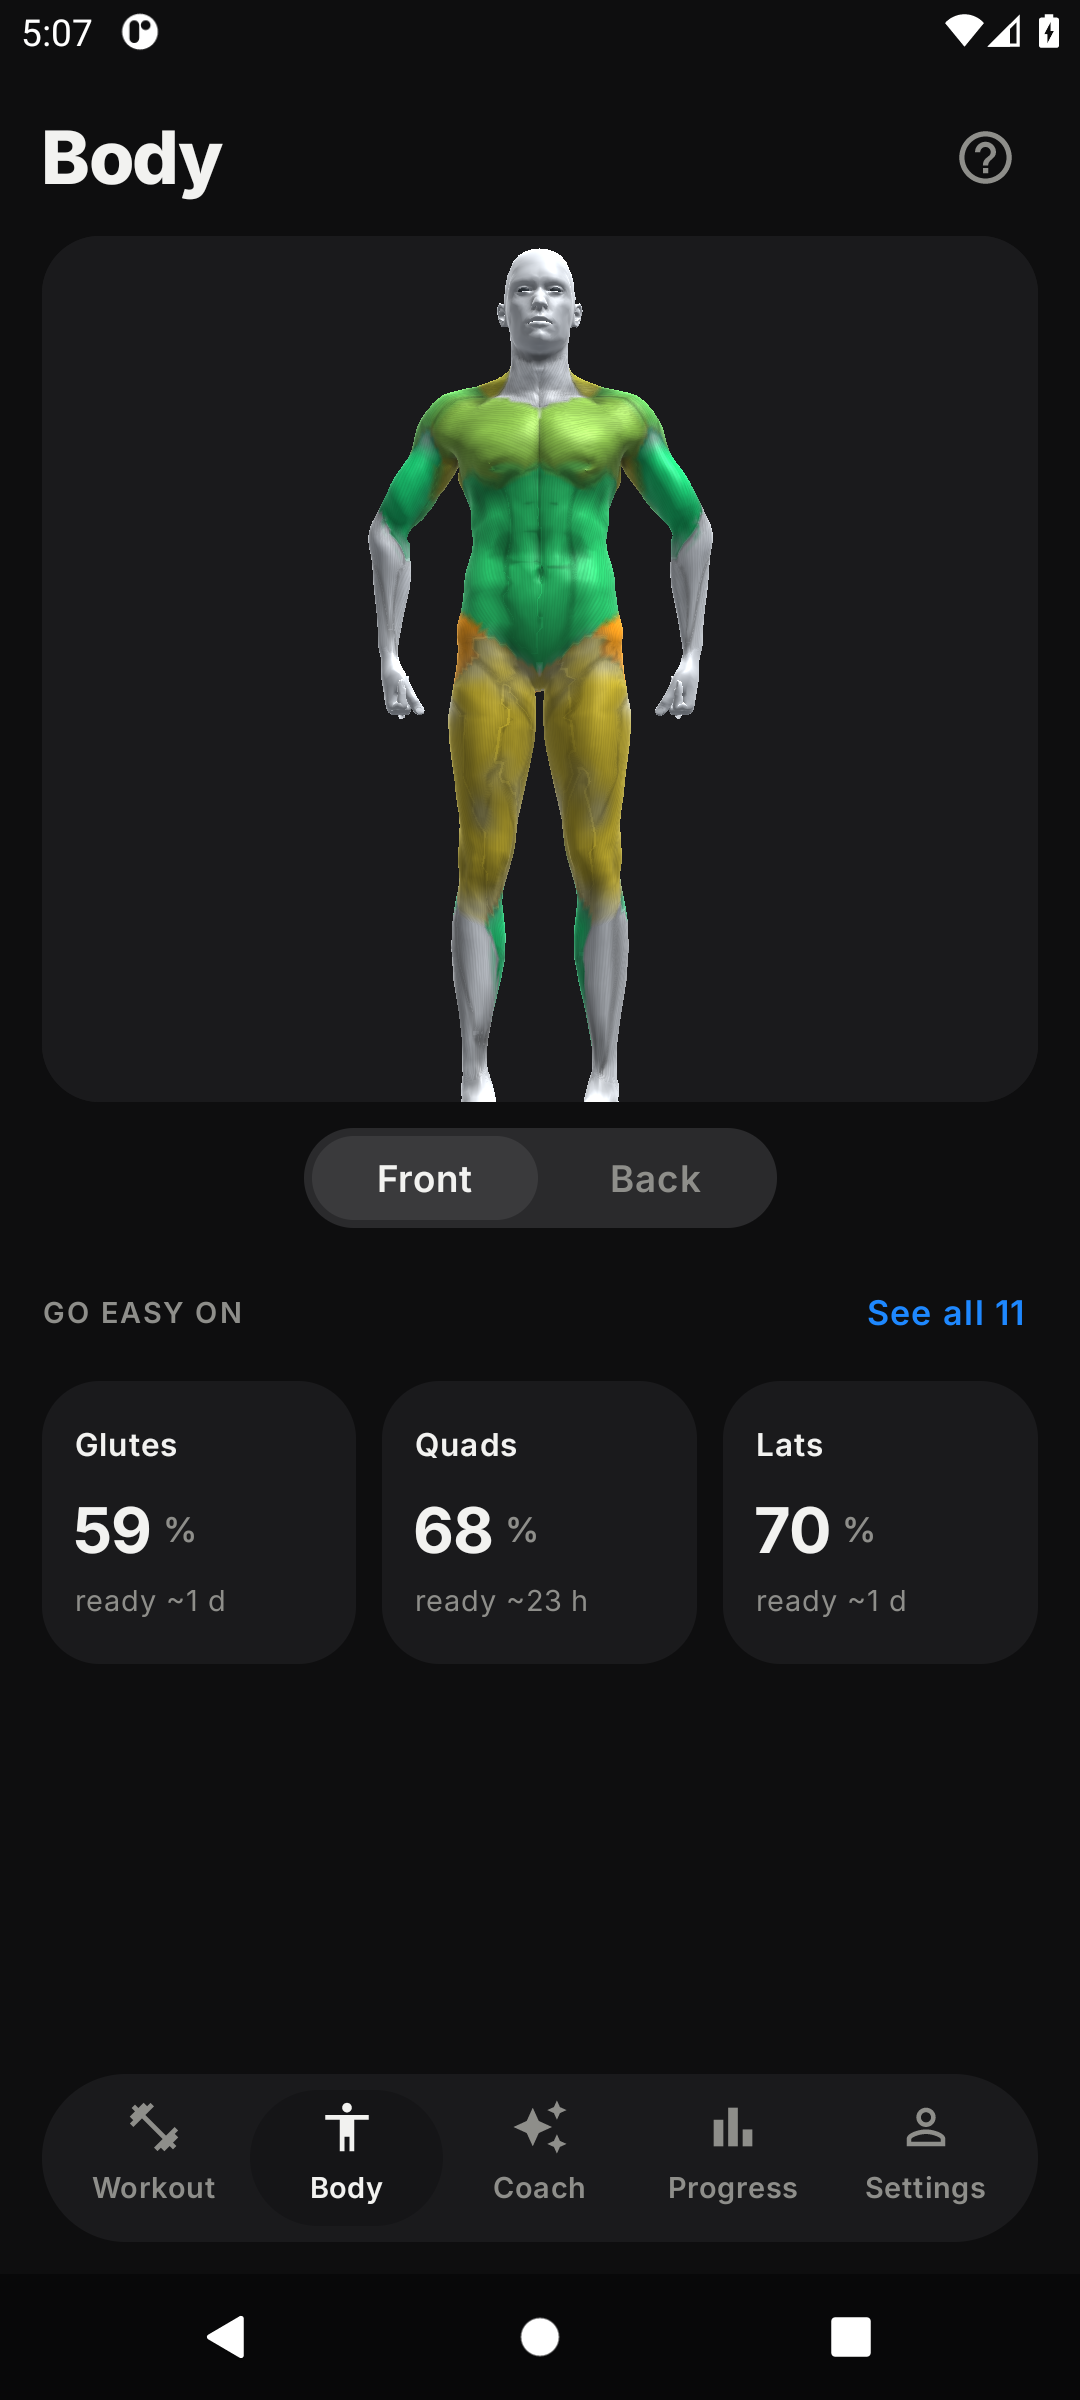 5:07
Body
Front
Back
GO EASY ON
See all 11
Glutes
59 %
ready ~1 d
Quads
68 %
ready ~23 h
Lats
70 %
ready ~1 d
Workout
Body
Coach
Progress
Settings